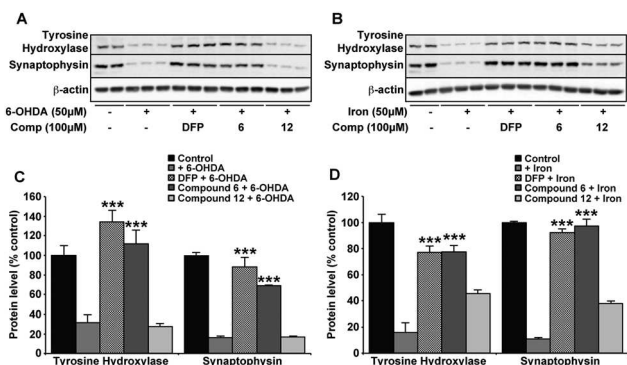 A
Tyrosine
Hydroxylase
Synaptophysin
β-actin
6-OHDA (50μM) - + + + +
Comp (100μM) - - DFP 6 12
B
Tyrosine
Hydroxylase
Synaptophysin
β-actin
Iron (50μM) - + + + +
Comp (100μM) - - DFP 6 12
C
Control
+ 6-OHDA
DFP + 6-OHDA
Compound 6 + 6-OHDA
Compound 12 + 6-OHDA
Protein lelvel (% control)
160
140
120
100
80
60
40
20
0
*** *** *** ***
Tyrosine Hydroxylase Synaptophysin
D
Control
+ Iron
DFP + Iron
Compound 6 + Iron
Compound 12 + Iron
Protein lelvel (% control)
120
100
80
60
40
20
0
*** *** *** ***
Tyrosine Hydroxylase Synaptophysin